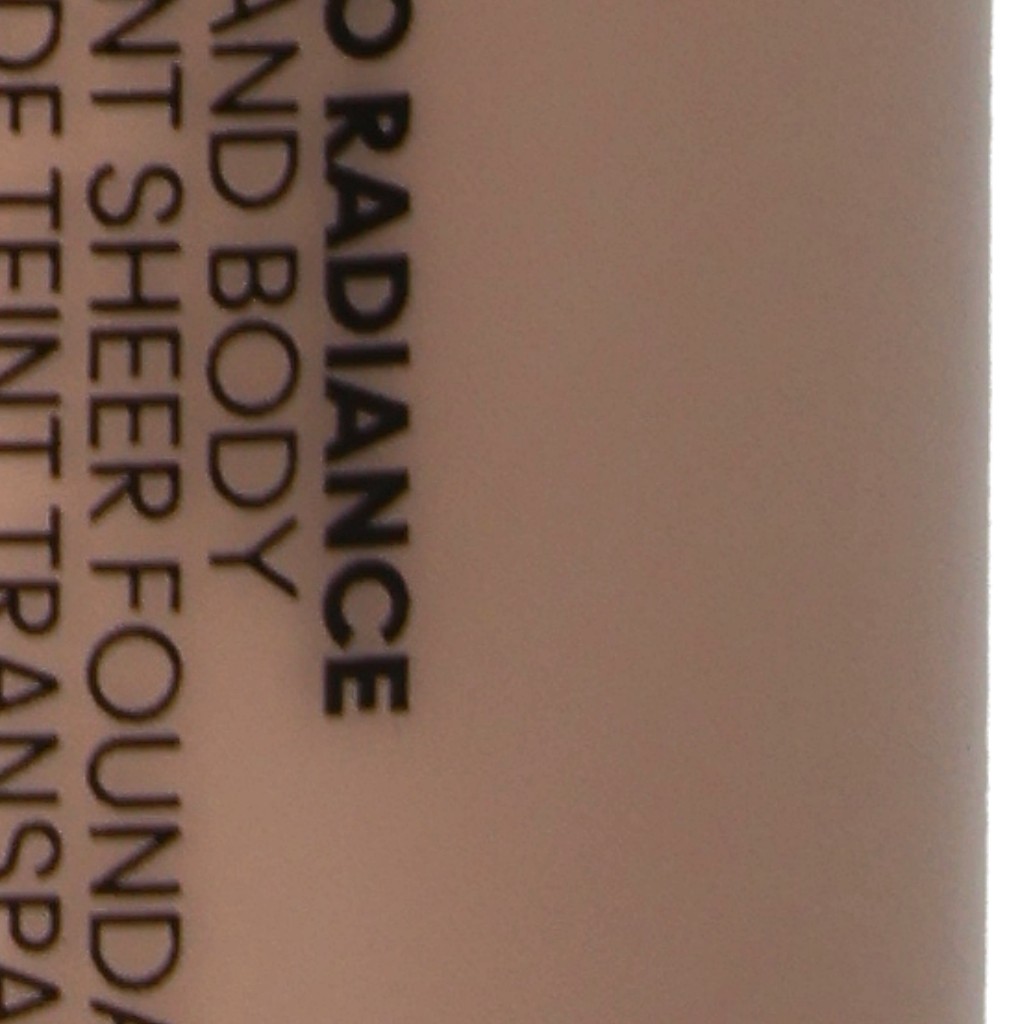 O RADIANCE
AND BODY
NT SHEER FOUNDA
DE TEINT TRANSPA